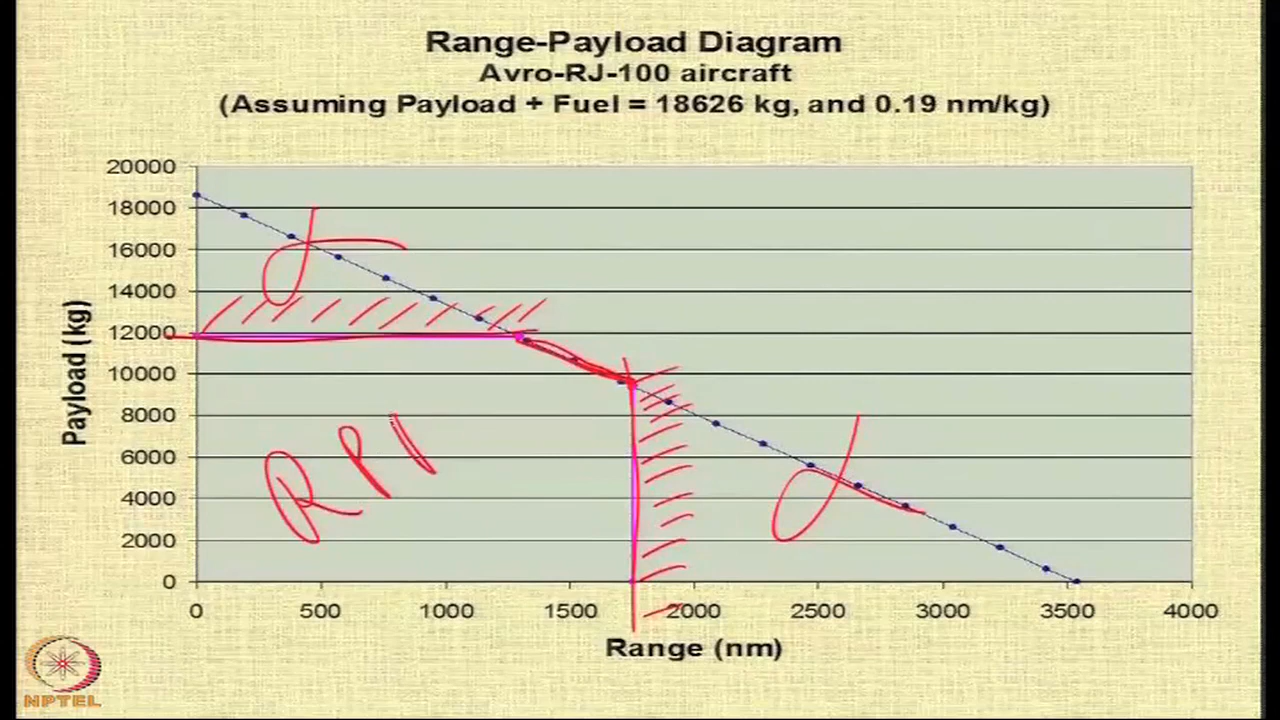 Range-Payload Diagram
Avro-RJ-100 aircraft
(Assuming Payload + Fuel = 18626 kg, and 0.19 nm/kg)
20000
18000
16000
14000
12000
10000
8000
6000
4000
2000
0
Payload (kg)
0 500 1000 1500 2000 2500 3000 3500 4000
Range (nm)
NPTEL